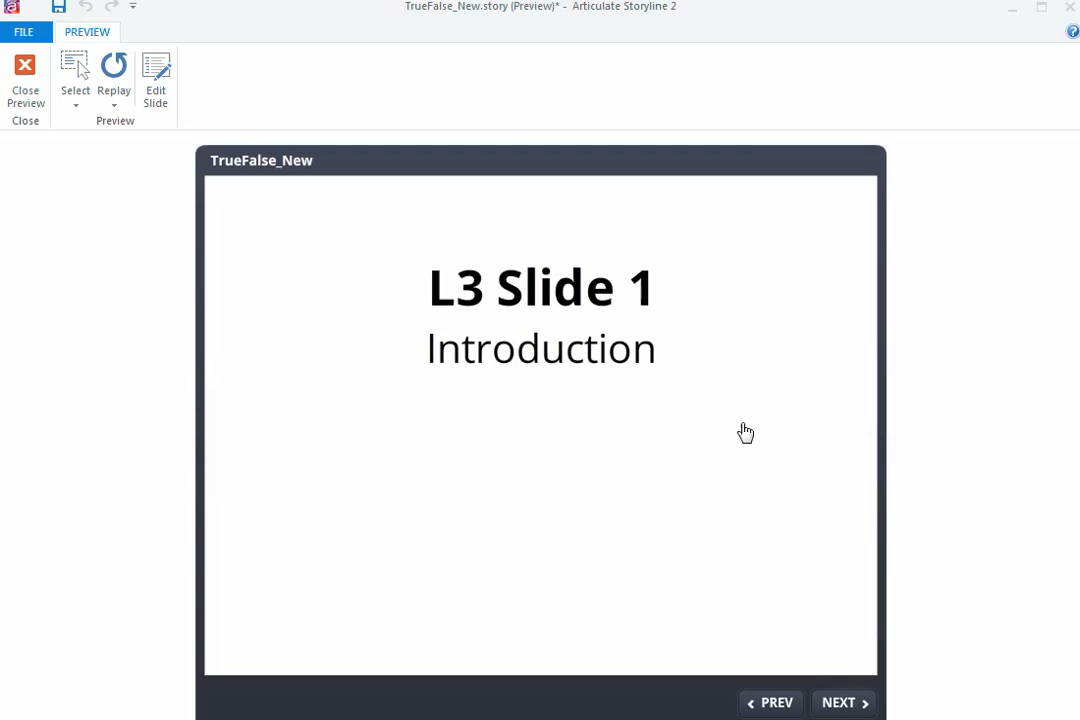 TrueFalse_New.story (Preview)* - Articulate Storyline 2
FILE
PREVIEW
Close Preview
Select
Replay
Edit Slide
Close
Preview
TrueFalse_New
L3 Slide 1
Introduction
PREV
NEXT